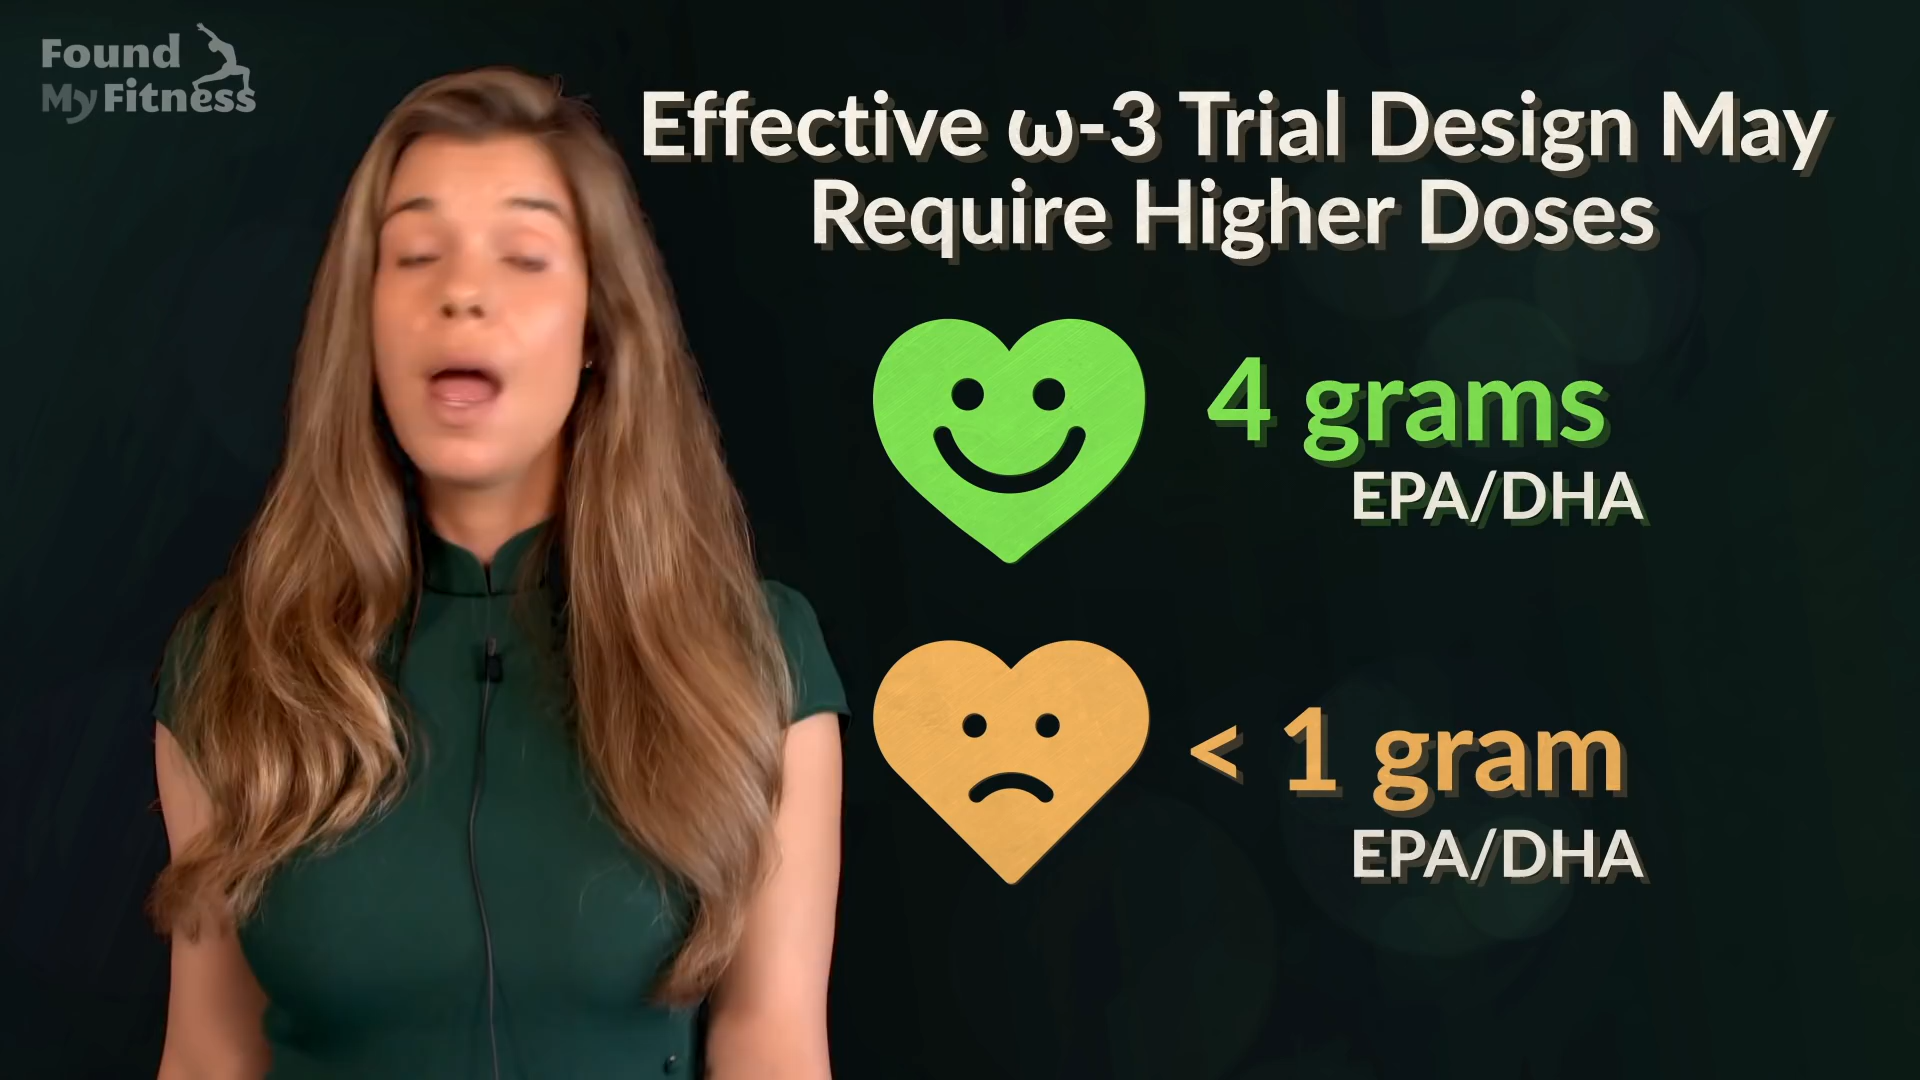 Found
My Fitness
Effective ω-3 Trial Design May
Require Higher Doses
4 grams
EPA/DHA
< 1 gram
EPA/DHA